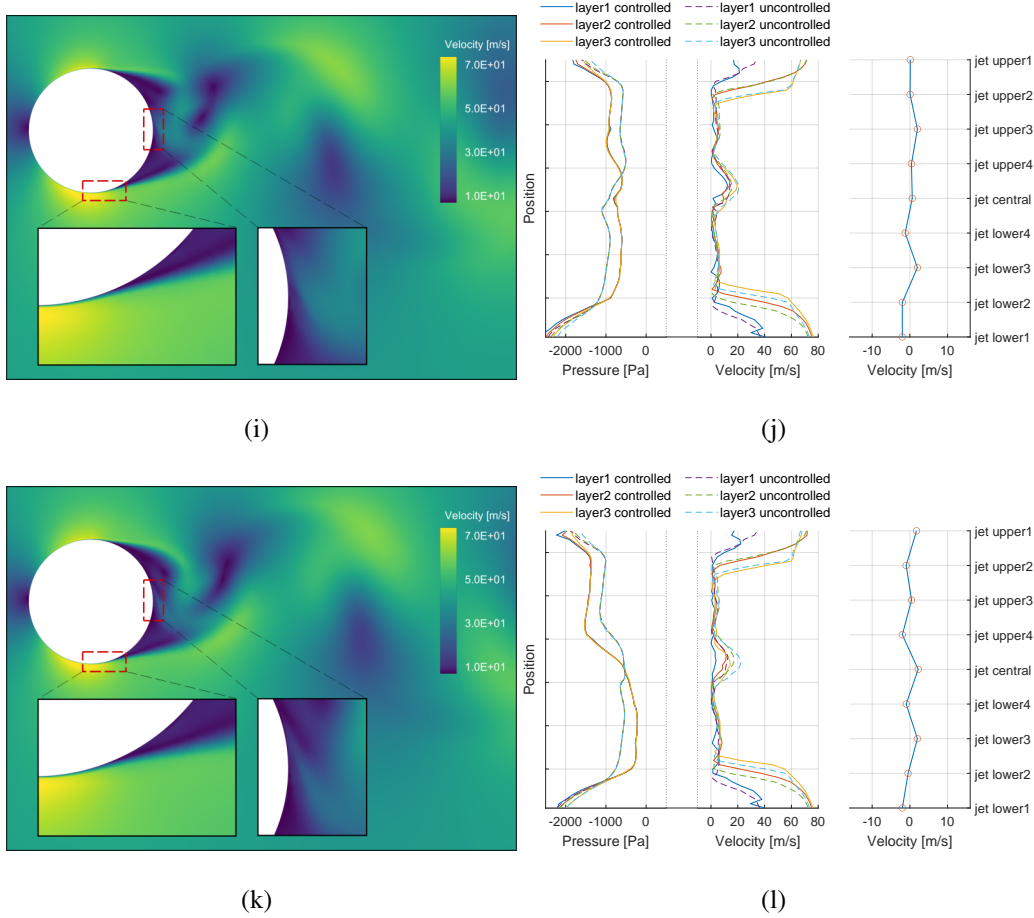 Velocity [m/s]
7.0E+01
5.0E+01
3.0E+01
1.0E+01
(i)
layer1 controlled
layer2 controlled
layer3 controlled
layer1 uncontrolled
layer2 uncontrolled
layer3 uncontrolled
Position
-2000 -1000 0
Pressure [Pa]
0 20 40 60 80
Velocity [m/s]
-10 0 10
Velocity [m/s]
jet upper1
jet upper2
jet upper3
jet upper4
jet central
jet lower4
jet lower3
jet lower2
jet lower1
(j)
Velocity [m/s]
7.0E+01
5.0E+01
3.0E+01
1.0E+01
(k)
layer1 controlled
layer2 controlled
layer3 controlled
layer1 uncontrolled
layer2 uncontrolled
layer3 uncontrolled
Position
-2000 -1000 0
Pressure [Pa]
0 20 40 60 80
Velocity [m/s]
-10 0 10
Velocity [m/s]
jet upper1
jet upper2
jet upper3
jet upper4
jet central
jet lower4
jet lower3
jet lower2
jet lower1
(l)